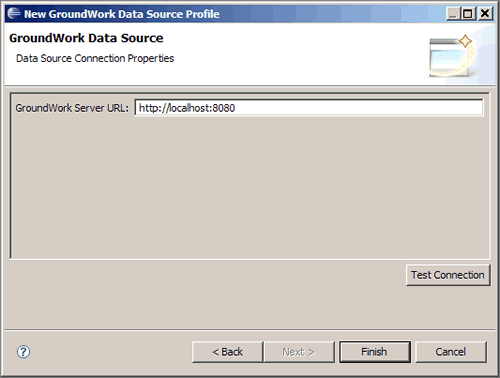 New GroundWork Data Source Profile
GroundWork Data Source
Data Source Connection Properties
GroundWork Server URL: http://localhost:8080
Test Connection
? < Back Next > Finish Cancel